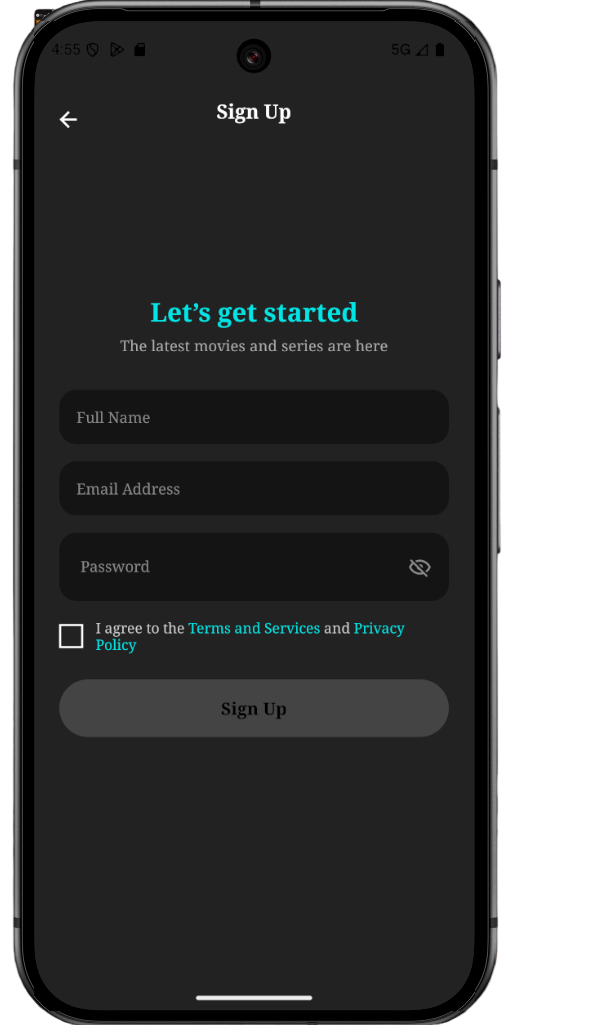 4:55
5G
Sign Up
Let’s get started
The latest movies and series are here
Full Name
Email Address
Password
I agree to the Terms and Services and Privacy
Policy
Sign Up